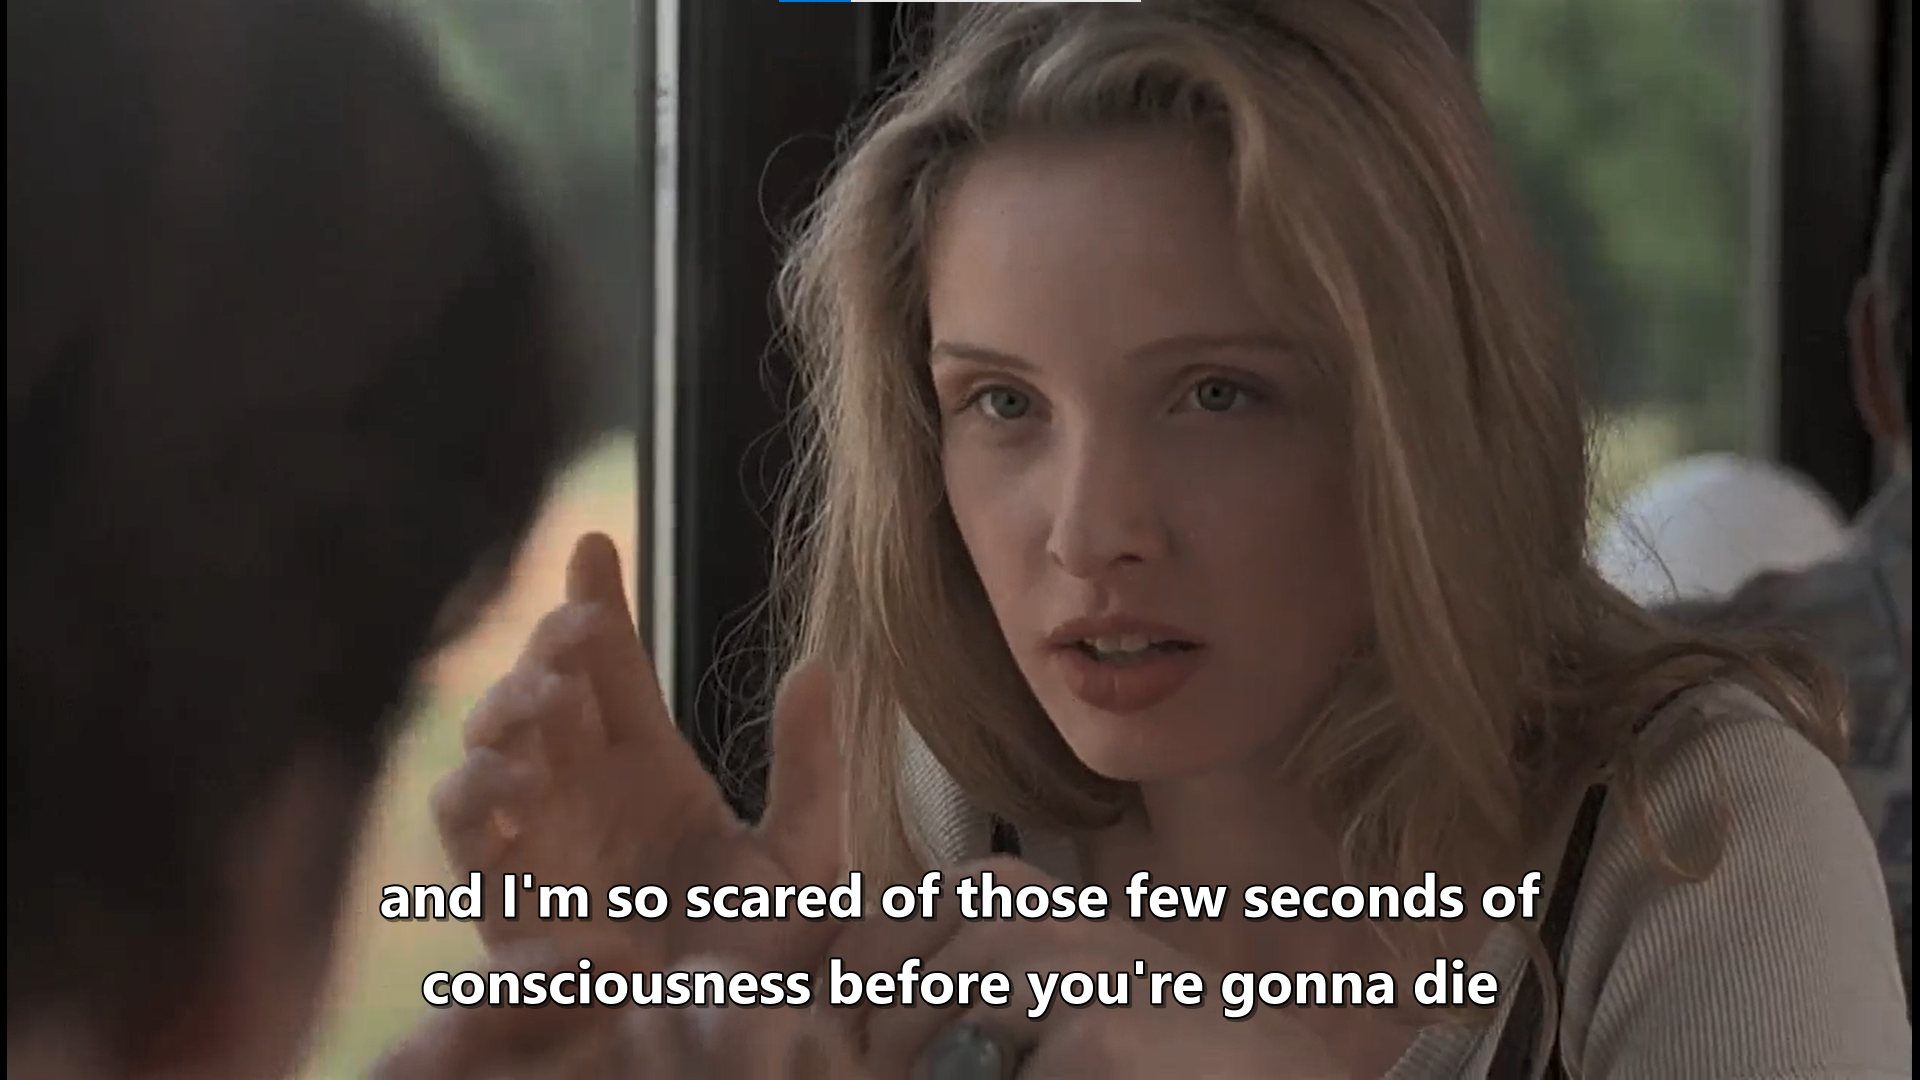 and I'm so scared of those few seconds of
consciousness before you're gonna die